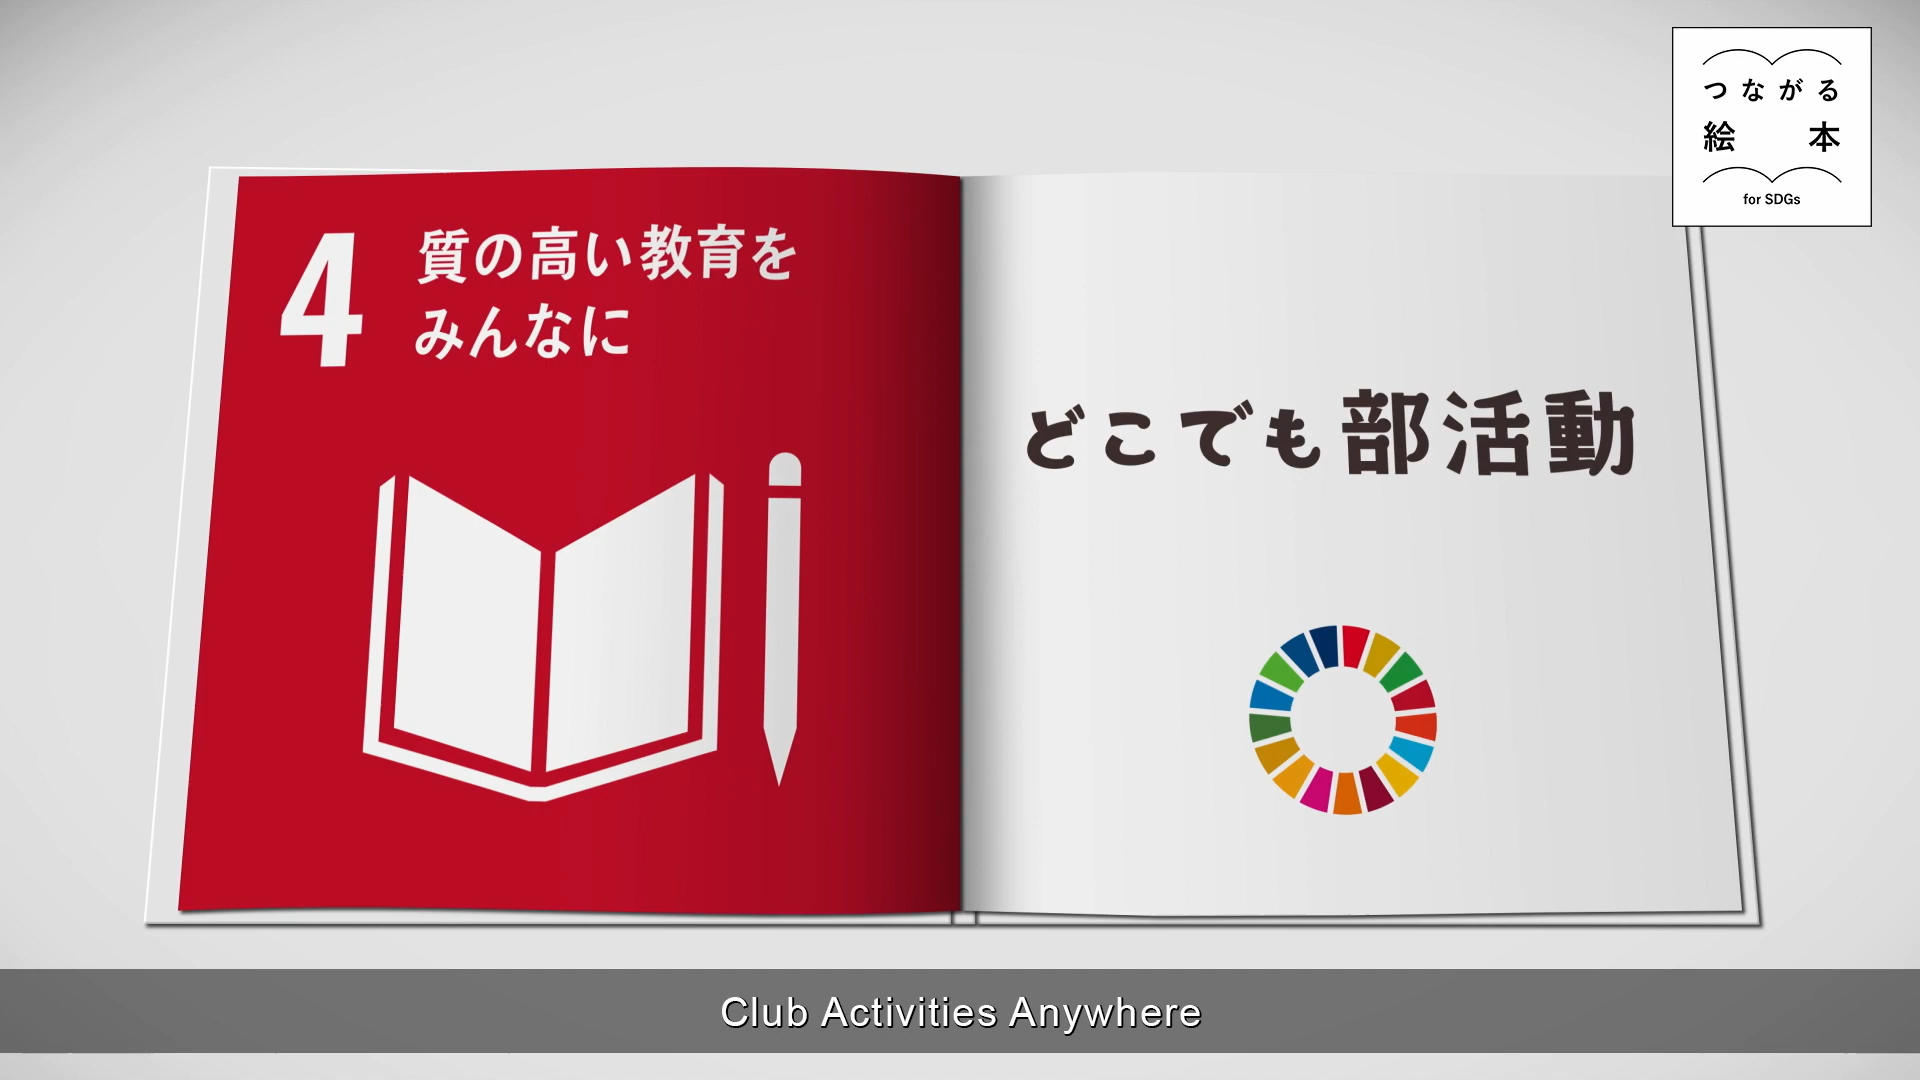 つながる
絵本
for SDGs
4
質の高い教育を
みんなに
どこでも部活動
Club Activities Anywhere